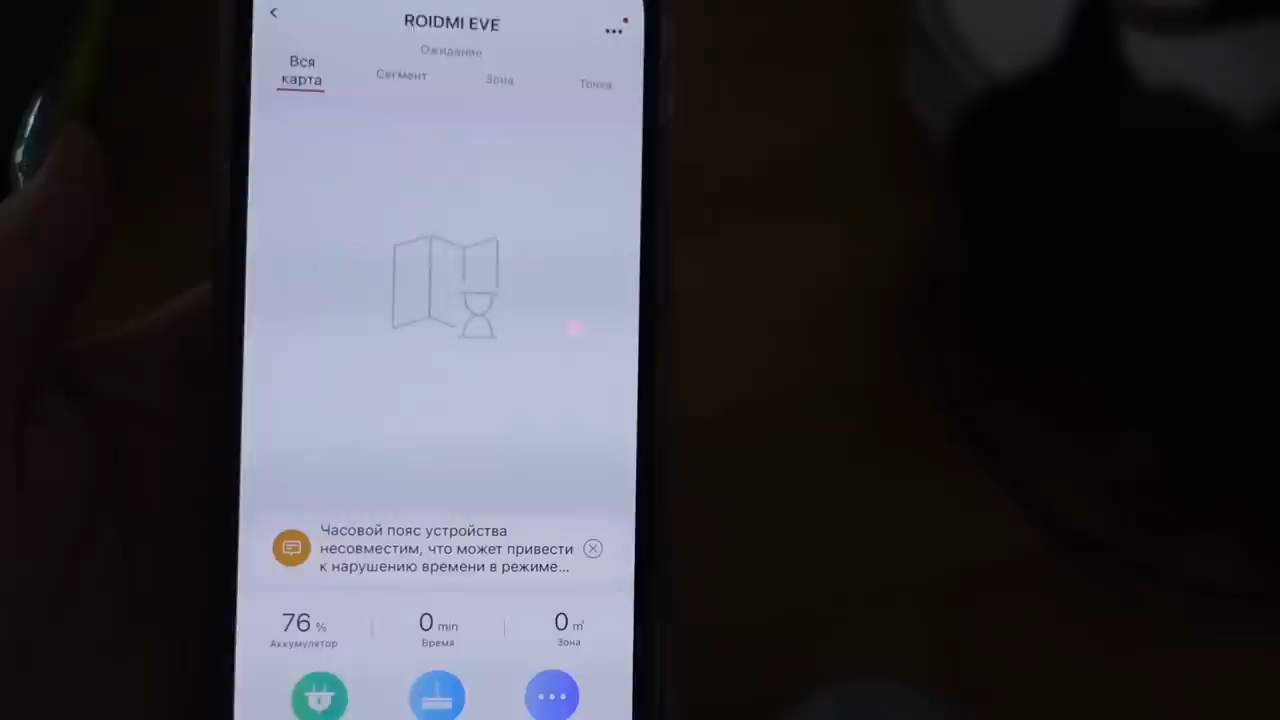 ROIDMI EVE
Ожидание
Вся
карта
Сегмент
Зона
Точка
Часовой пояс устройства
несовместим, что может привести
к нарушению времени в режиме...
76 %
0 min
0 m²
Аккумулятор
Время
Зона